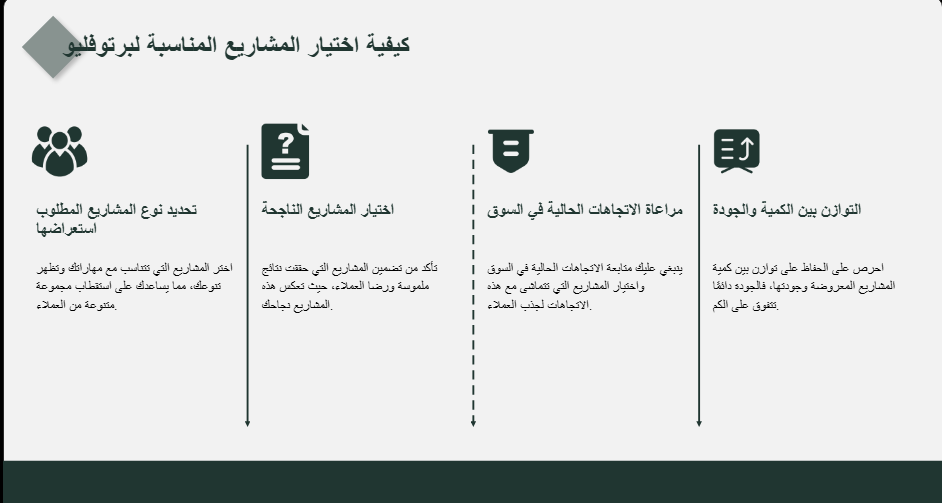 كيفية اختيار المشاريع المناسبة لبرتوفليو
?
تحديد نوع المشاريع المطلوب
استعراضها
اختر المشاريع التي تتناسب مع مهاراتك وتظهر
تنوعك، مما يساعدك على استقطاب مجموعة
متنوعة من العملاء.
اختيار المشاريع الناجحة
تأكد من تضمين المشاريع التي حققت نتائج
ملموسة ورضا العملاء، حيث تعكس هذه
المشاريع نجاحك.
مراعاة الاتجاهات الحالية في السوق
ينبغي عليك متابعة الاتجاهات الحالية في السوق
واختيار المشاريع التي تتماشى مع هذه
الاتجاهات لجذب العملاء.
التوازن بين الكمية والجودة
احرص على الحفاظ على توازن بين كمية
المشاريع المعروضة وجودتها، فالجودة دائمًا
تتفوق على الكم.